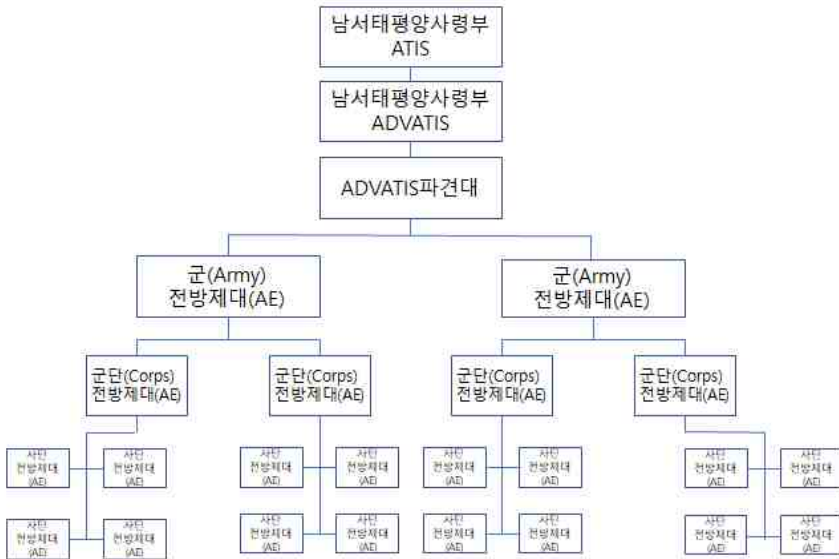 남서태평양사령부
ATIS
남서태평양사령부
ADVATIS
ADVATIS파견대
군(Army)
전방제대(AE)
군(Army)
전방제대(AE)
군단(Corps)
전방제대(AE)
군단(Corps)
전방제대(AE)
군단(Corps)
전방제대(AE)
군단(Corps)
전방제대(AE)
사단
전방제대
(AE)
사단
전방제대
(AE)
사단
전방제대
(AE)
사단
전방제대
(AE)
사단
전방제대
(AE)
사단
전방제대
(AE)
사단
전방제대
(AE)
사단
전방제대
(AE)
사단
전방제대
(AE)
사단
전방제대
(AE)
사단
전방제대
(AE)
사단
전방제대
(AE)
사단
전방제대
(AE)
사단
전방제대
(AE)
사단
전방제대
(AE)
사단
전방제대
(AE)